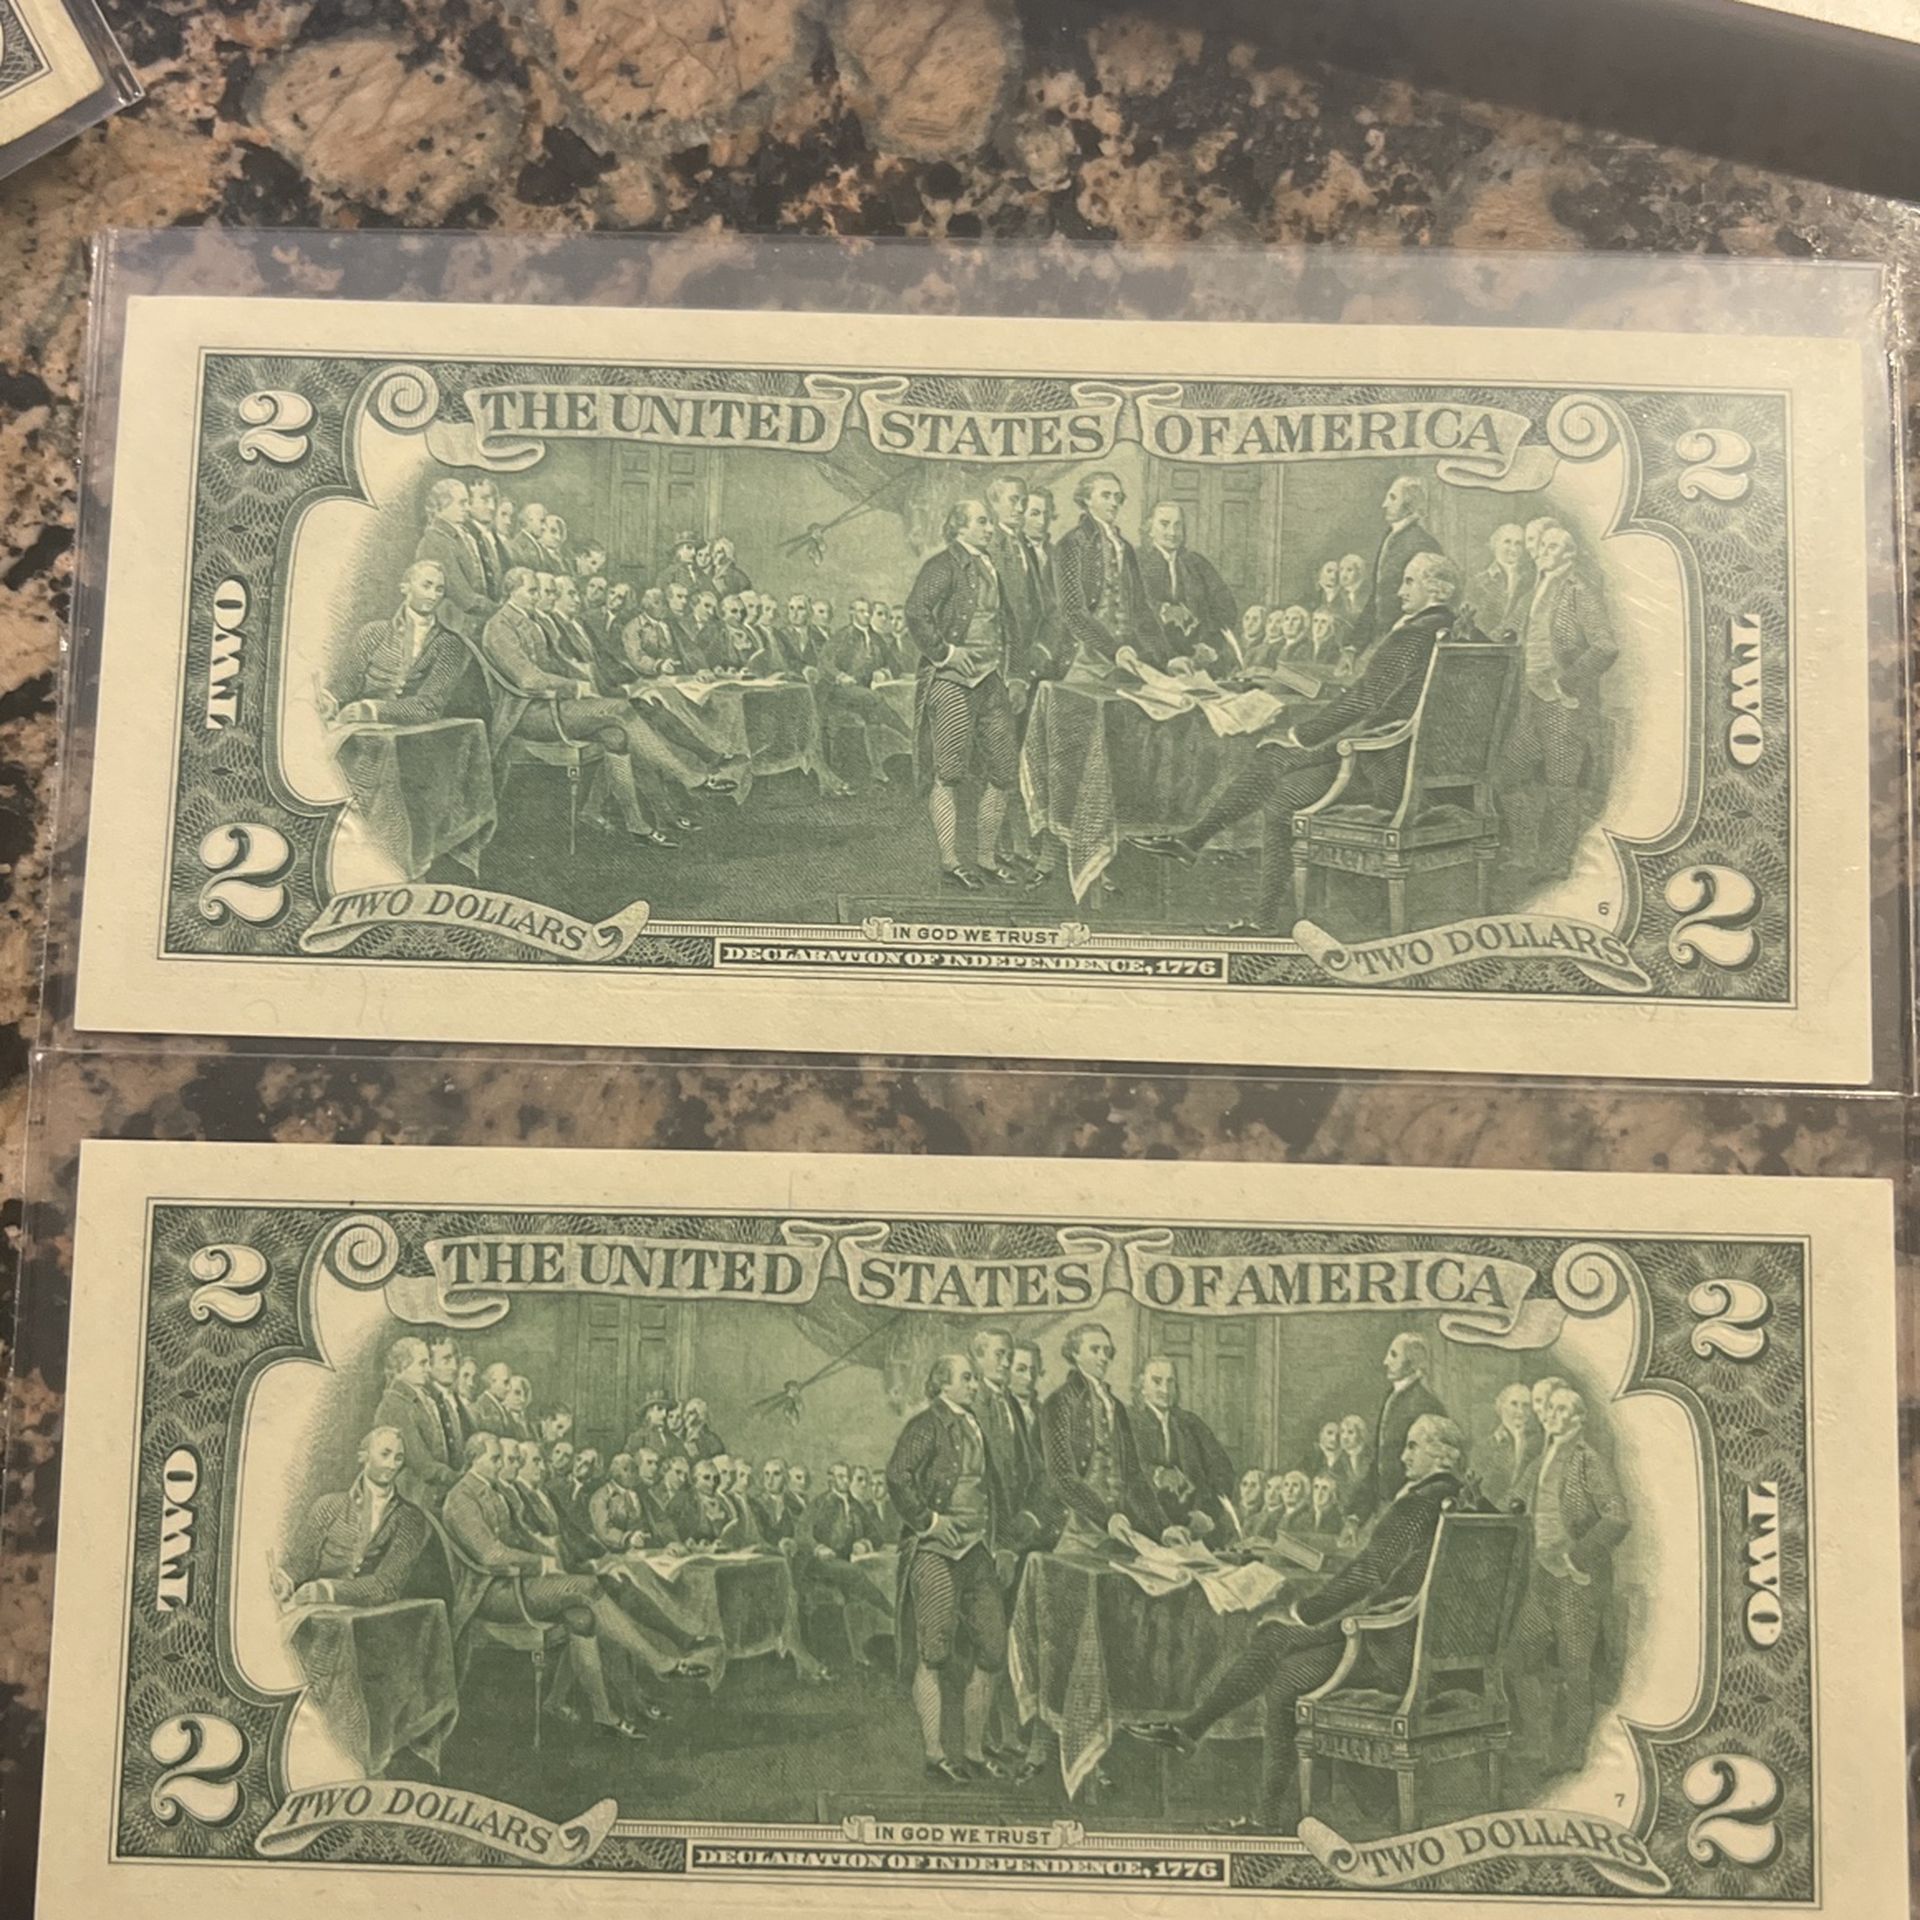 2 THE UNITED STATES OF AMERICA 2
TWO TWO
2 2
6
TWO DOLLARS IN GOD WE TRUST TWO DOLLARS
DECLARATION OF INDEPENDENCE, 1776
2 THE UNITED STATES OF AMERICA 2
TWO TWO
2 2
7
TWO DOLLARS IN GOD WE TRUST TWO DOLLARS
DECLARATION OF INDEPENDENCE, 1776